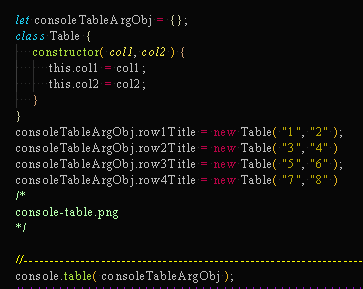 let consoleTableArgObj = {};
class Table {
constructor( col1, col2 ) {
this.col1 = col1;
this.col2 = col2;
}
}
consoleTableArgObj.row1Title = new Table( "1", "2" );
consoleTableArgObj.row2Title = new Table( "3", "4" )
consoleTableArgObj.row3Title = new Table( "5", "6" );
consoleTableArgObj.row4Title = new Table( "7", "8" )
/*
console-table.png
*/
//----------------------------------------------------------------------
console.table( consoleTableArgObj );